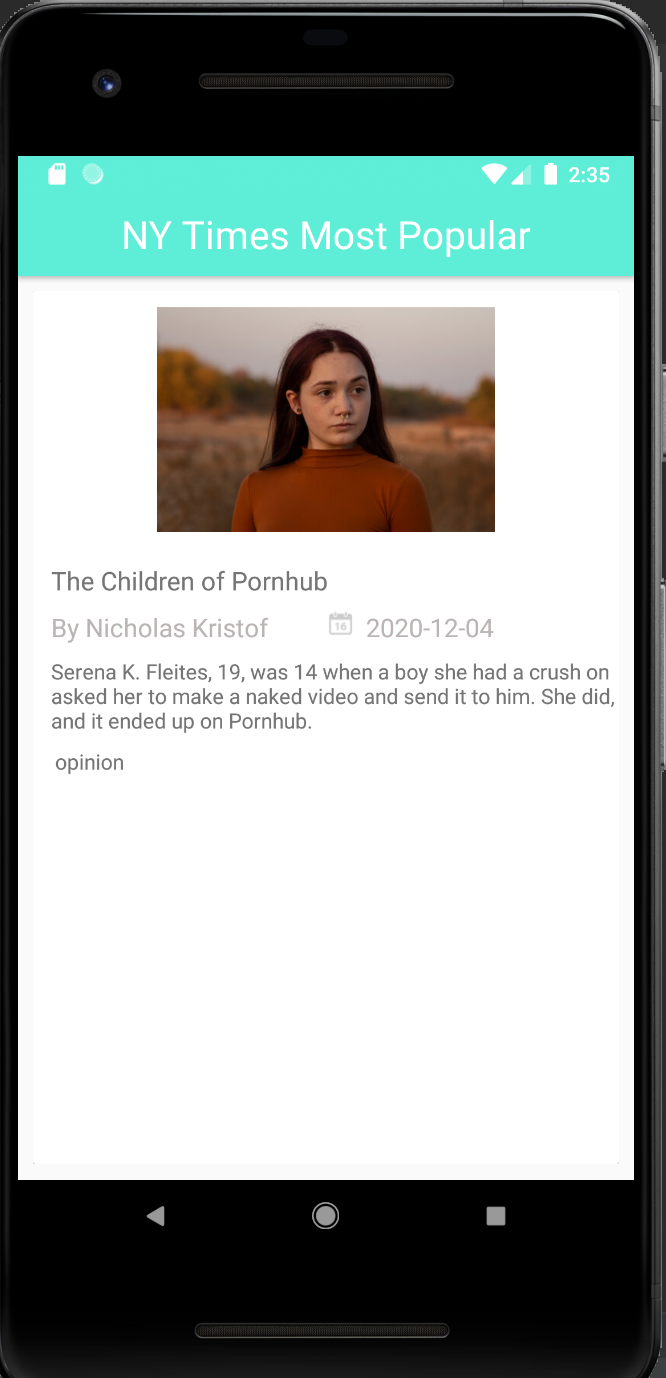 2:35
NY Times Most Popular
The Children of Pornhub
By Nicholas Kristof 16 2020-12-04
Serena K. Fleites, 19, was 14 when a boy she had a crush on
asked her to make a naked video and send it to him. She did,
and it ended up on Pornhub.
opinion